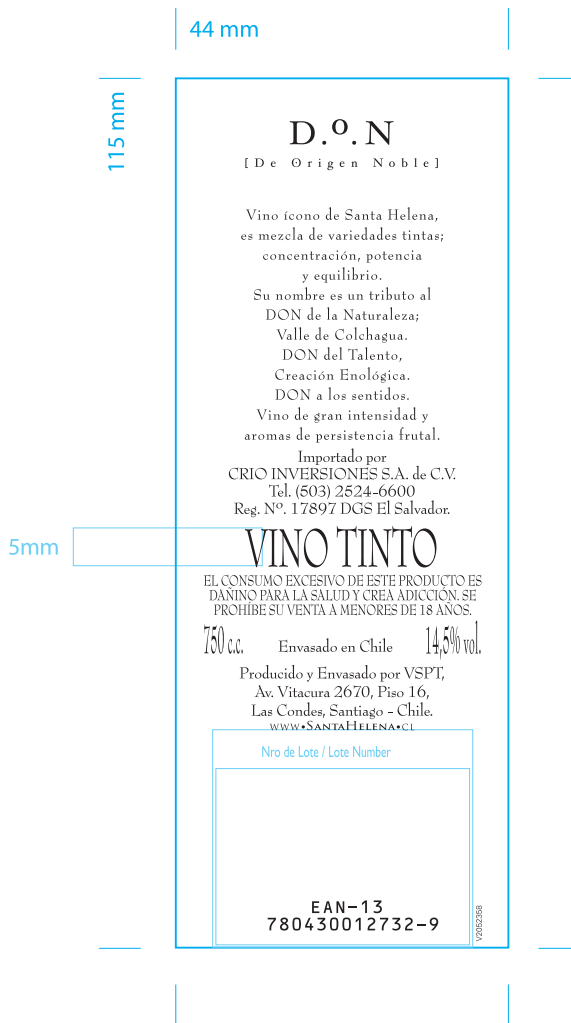 44 mm
115 mm
D.º.N
[De Origen Noble]
Vino ícono de Santa Helena,
es mezcla de variedades tintas;
concentración, potencia
y equilibrio.
Su nombre es un tributo al
DON de la Naturaleza;
Valle de Colchagua.
DON del Talento,
Creación Enológica.
DON a los sentidos.
Vino de gran intensidad y
aromas de persistencia frutal.
Importado por
CRIO INVERSIONES S.A. de C.V.
Tel. (503) 2524-6600
Reg. Nº. 17897 DGS El Salvador.
5mm
VINO TINTO
EL CONSUMO EXCESIVO DE ESTE PRODUCTO ES
DAÑINO PARA LA SALUD Y CREA ADICCIÓN. SE
PROHÍBE SU VENTA A MENORES DE 18 AÑOS.
750 c.c. Envasado en Chile 14,5% vol.
Producido y Envasado por VSPT,
Av. Vitacura 2670, Piso 16,
Las Condes, Santiago - Chile.
WWW•SANTAHELENA•CL
Nro de Lote / Lote Number
EAN-13
780430012732-9
V205235B